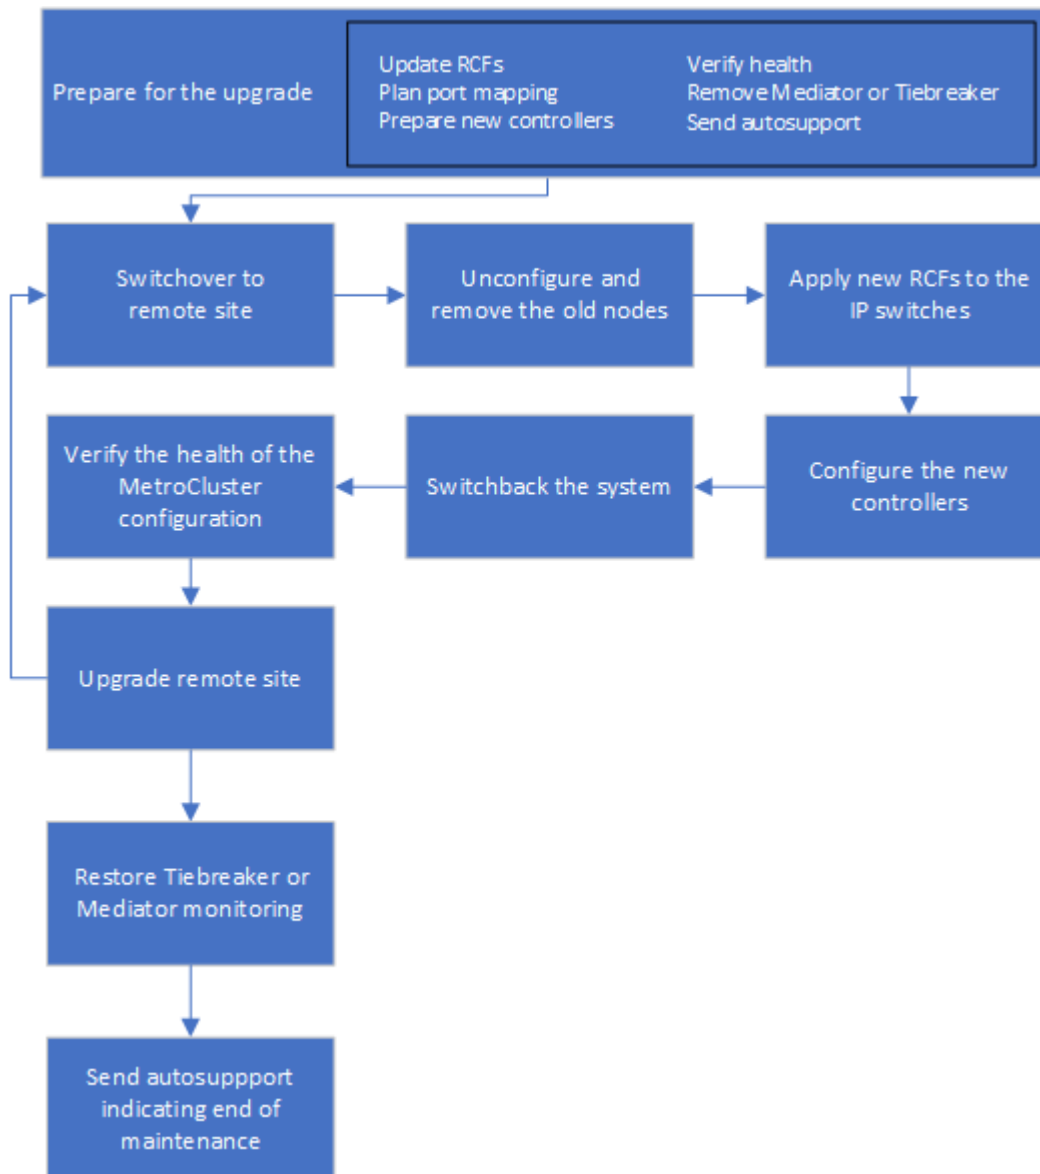 Prepare for the upgrade
Update RCFs
Plan port mapping
Prepare new controllers
Verify health
Remove Mediator or Tiebreaker
Send autosupport
Switchover to
remote site
Unconfigure and
remove the old nodes
Apply new RCFs to the
IP switches
Configure the new
controllers
Switchback the system
Verify the health of the
MetroCluster
configuration
Upgrade remote site
Restore Tiebreaker or
Mediator monitoring
Send autosuppport
indicating end of
maintenance